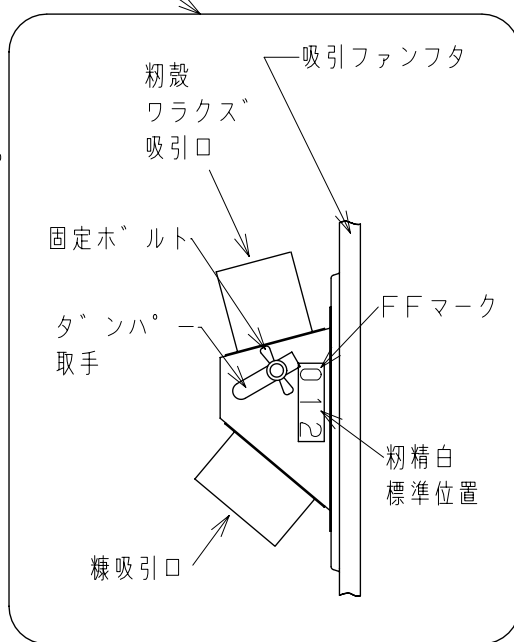 吸引ファンフタ
籾殻
ワラクズ
吸引口
固定ボルト
ダンパー
取手
FFマーク
0 1 2
籾精白
標準位置
糠吸引口